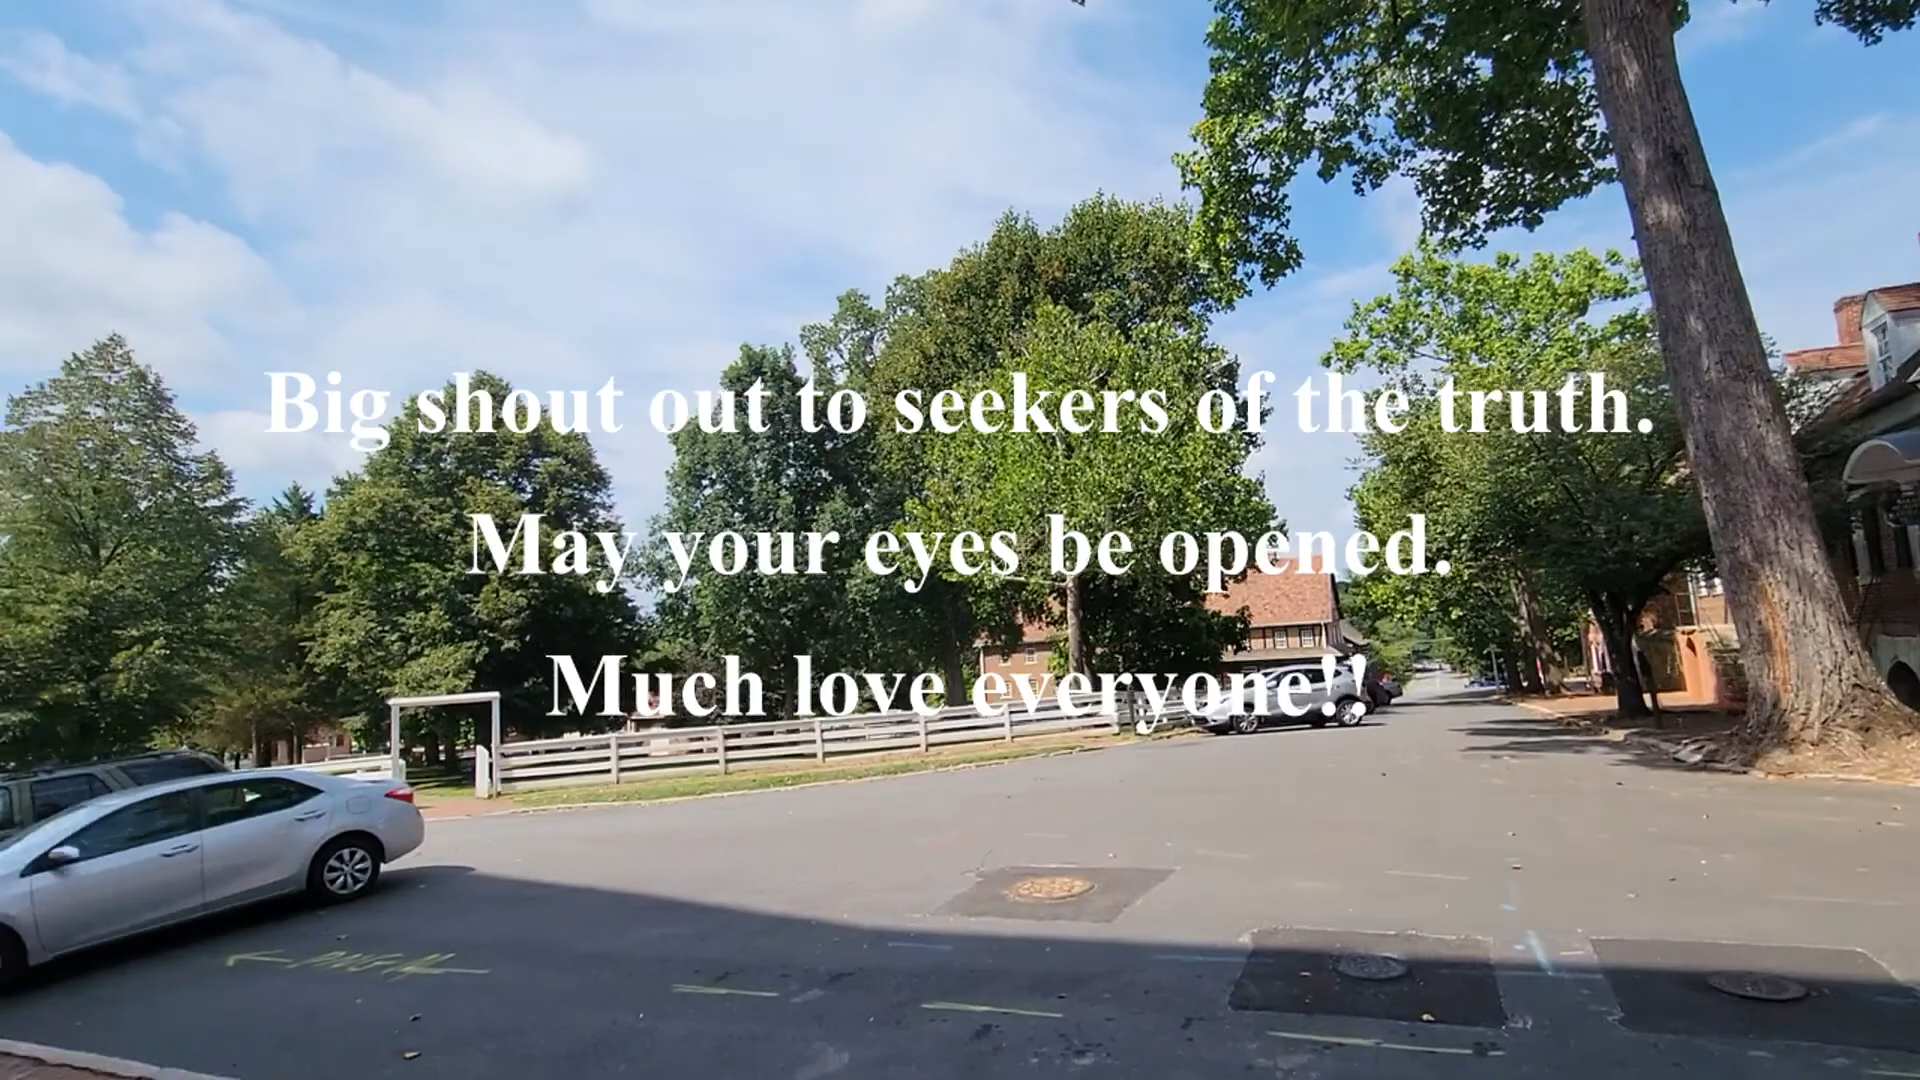 Big shout out to seekers of the truth.
May your eyes be opened.
Much love everyone!!